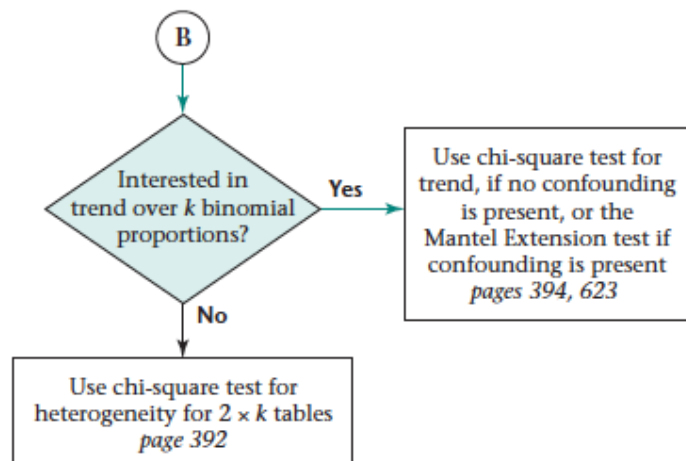 B
Interested in
trend over k binomial
proportions?
Yes
Use chi-square test for
trend, if no confounding
is present, or the
Mantel Extension test if
confounding is present
pages 394, 623
No
Use chi-square test for
heterogeneity for 2 × k tables
page 392